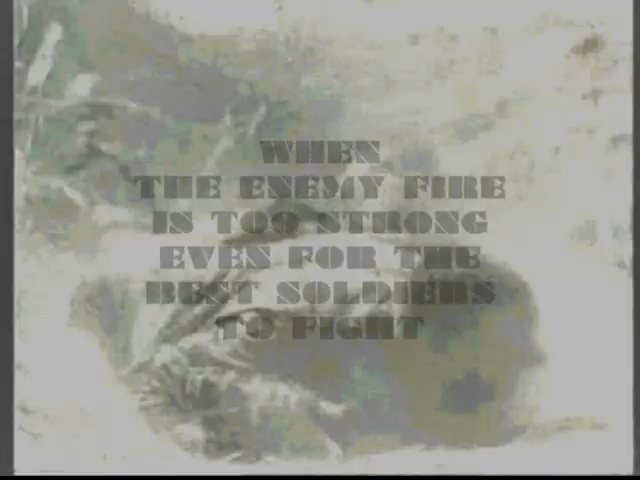 WHEN
THE ENEMY FIRE
IS TOO STRONG
EVEN FOR THE
BEST SOLDIERS
TO FIGHT